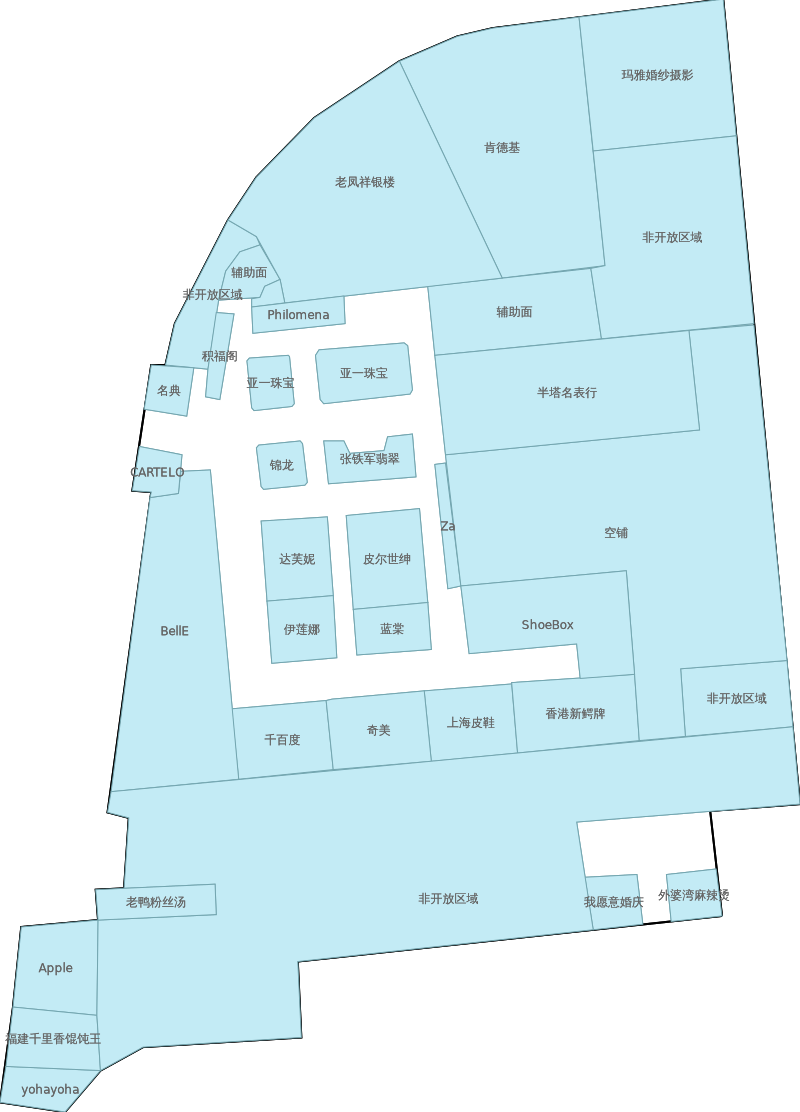 玛雅婚纱摄影
肯德基
老凤祥银楼
非开放区域
辅助面
非开放区域
辅助面
Philomena
积福阁
亚一珠宝
亚一珠宝
名典
半塔名表行
锦龙
张铁军翡翠
CARTELO
Za
空铺
达芙妮
皮尔世绅
ShoeBox
BellE
伊莲娜
蓝棠
非开放区域
香港新鳄牌
上海皮鞋
奇美
千百度
外婆湾麻辣烫
非开放区域
老鸭粉丝汤
我愿意婚庆
Apple
福建千里香馄饨王
yohayoha